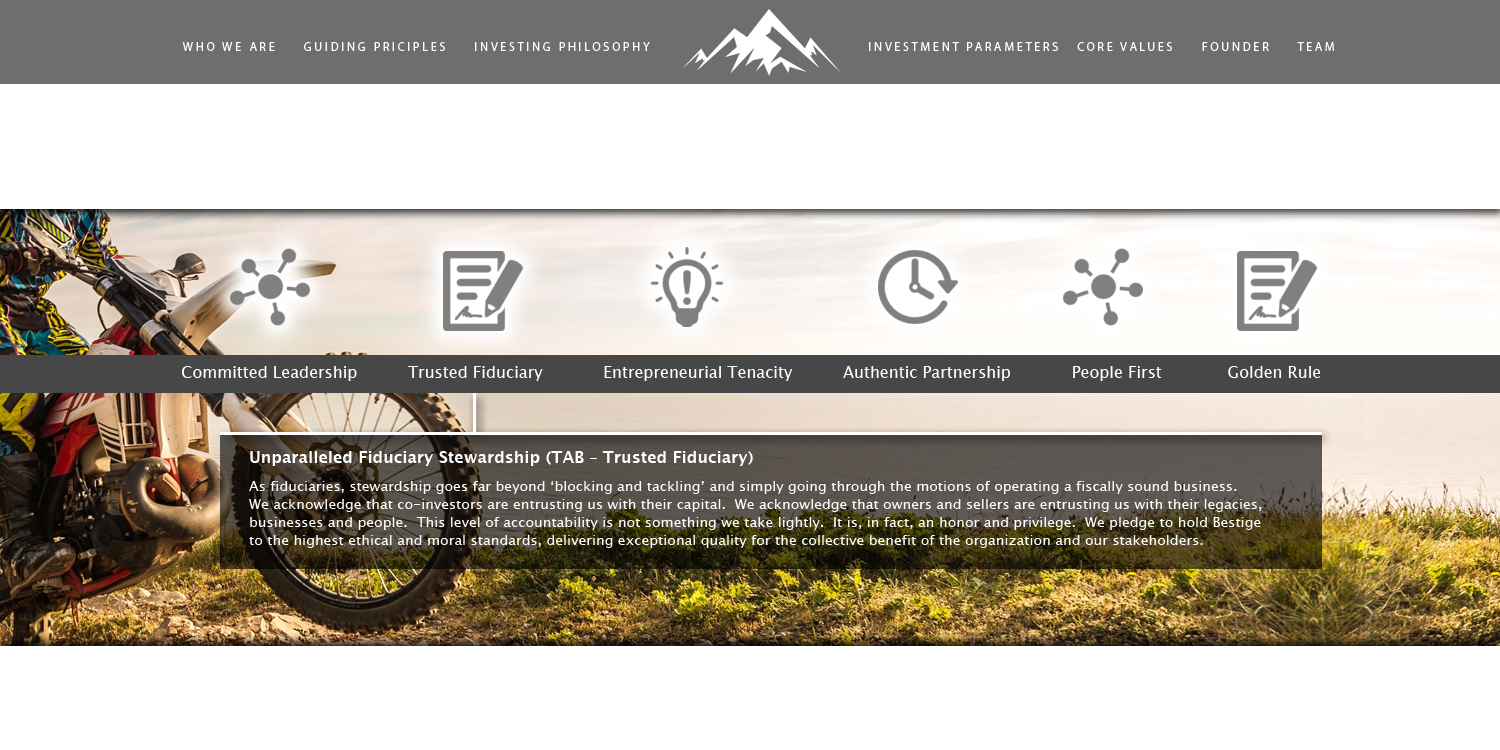 WHO WE ARE GUIDING PRICIPLES INVESTING PHILOSOPHY INVESTMENT PARAMETERS CORE VALUES FOUNDER TEAM
Committed Leadership Trusted Fiduciary Entrepreneurial Tenacity Authentic Partnership People First Golden Rule
Unparalleled Fiduciary Stewardship (TAB – Trusted Fiduciary)
As fiduciaries, stewardship goes far beyond ‘blocking and tackling’ and simply going through the motions of operating a fiscally sound business.
We acknowledge that co-investors are entrusting us with their capital.  We acknowledge that owners and sellers are entrusting us with their legacies,
businesses and people.  This level of accountability is not something we take lightly.  It is, in fact, an honor and privilege.  We pledge to hold Bestige
to the highest ethical and moral standards, delivering exceptional quality for the collective benefit of the organization and our stakeholders.